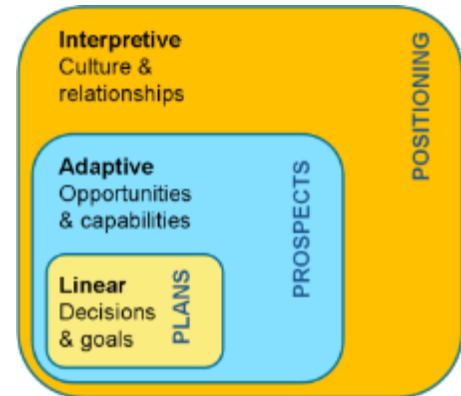 Interpretive
Culture &
relationships
POSITIONING
Adaptive
Opportunities
& capabilities
PROSPECTS
Linear
Decisions
& goals
PLANS